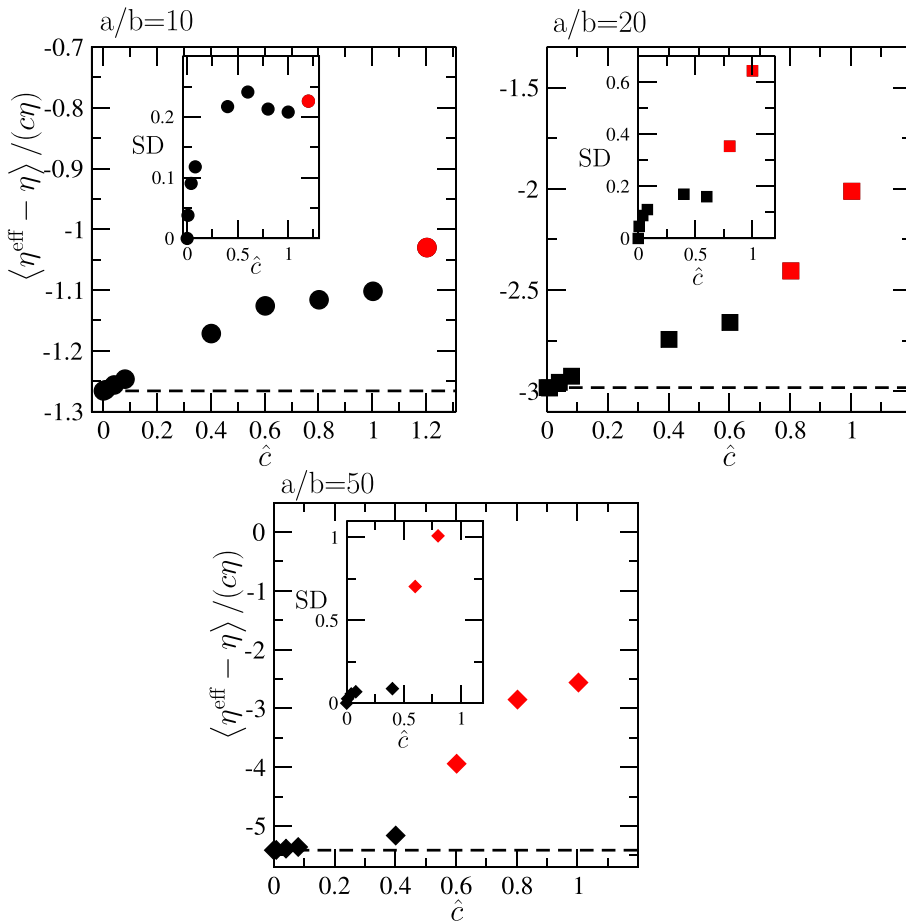 a/b=10
⟨η^eff − η⟩ /(cη)
-0.7
-0.8
-0.9
-1
-1.1
-1.2
-1.3
0 0.2 0.4 0.6 0.8 1 1.2
ĉ
SD
0.2
0.1
0
0 0.5 1
ĉ
a/b=20
-1.5
-2
-2.5
-3
0 0.2 0.4 0.6 0.8 1
ĉ
SD
0.6
0.4
0.2
0
0 0.5 1
ĉ
a/b=50
⟨η^eff − η⟩ /(cη)
0
-1
-2
-3
-4
-5
0 0.2 0.4 0.6 0.8 1
ĉ
SD
1
0.5
0
0 0.5 1
ĉ